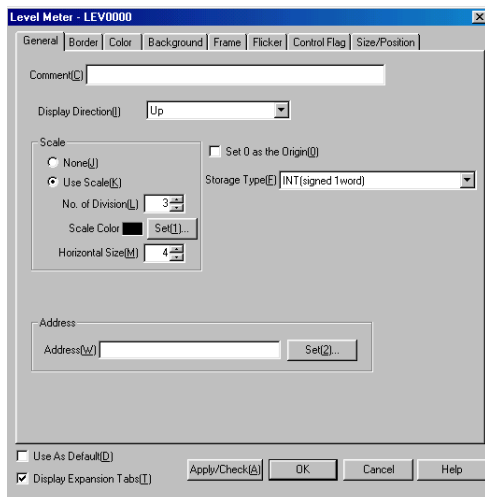 Level Meter - LEV0000
General Border Color Background Frame Flicker Control Flag Size/Position
Comment(C)
Display Direction(I) Up
Scale
None(J)
Use Scale(K)
No. of Division(L) 3
Scale Color Set(1)...
Horizontal Size(M) 4
Set 0 as the Origin(0)
Storage Type(F) INT(signed 1word)
Address
Address(W) Set(2)...
Use As Default(D)
Display Expansion Tabs(T)
Apply/Check(A) OK Cancel Help